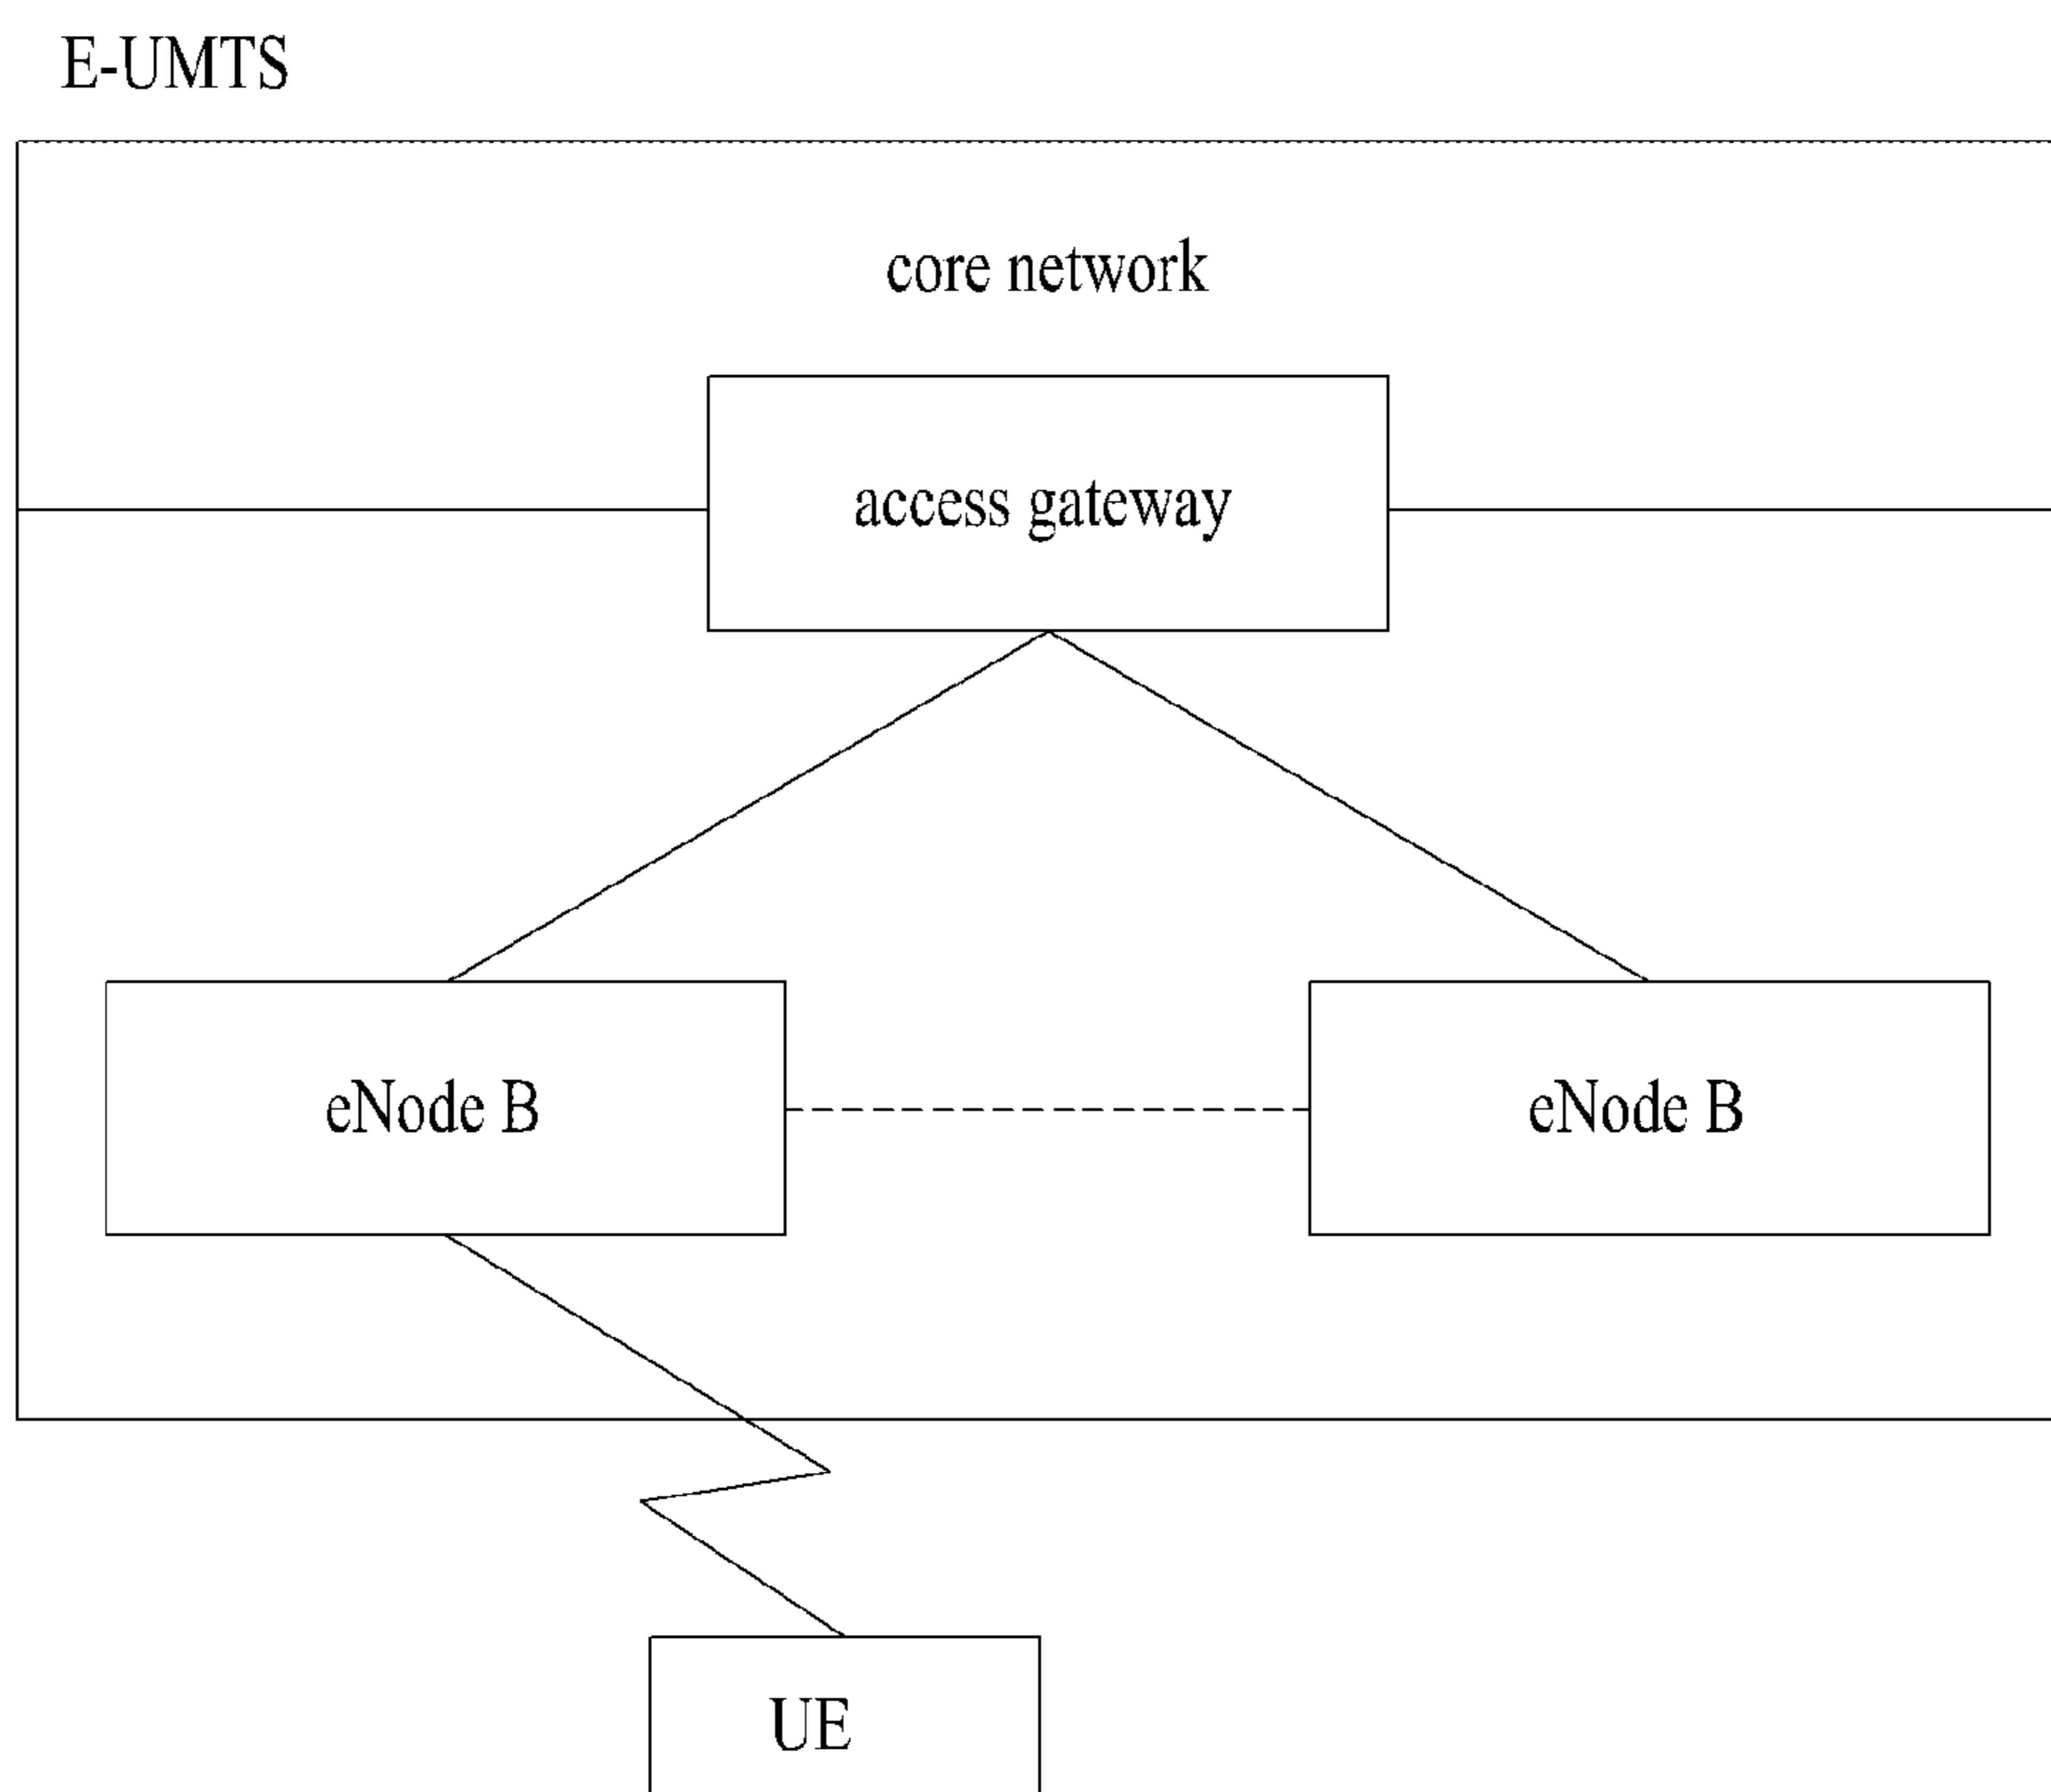 E-UMTS
core network
access gateway
eNode B
eNode B
UE